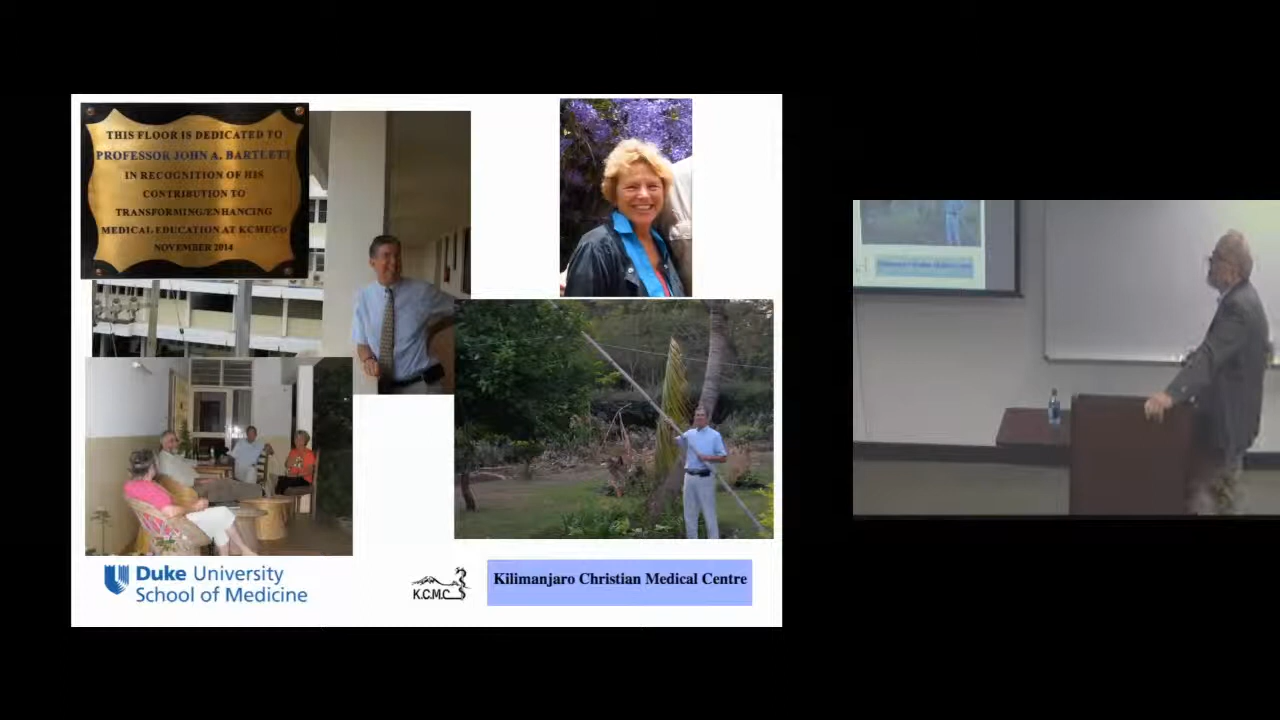 THIS FLOOR IS DEDICATED TO
PROFESSOR JOHN A. BARTLETT
IN RECOGNITION OF HIS
CONTRIBUTION TO
TRANSFORMING/ENHANCING
MEDICAL EDUCATION AT KCMUCo
NOVEMBER 2014
Duke University
School of Medicine
K.C.M.C
Kilimanjaro Christian Medical Centre